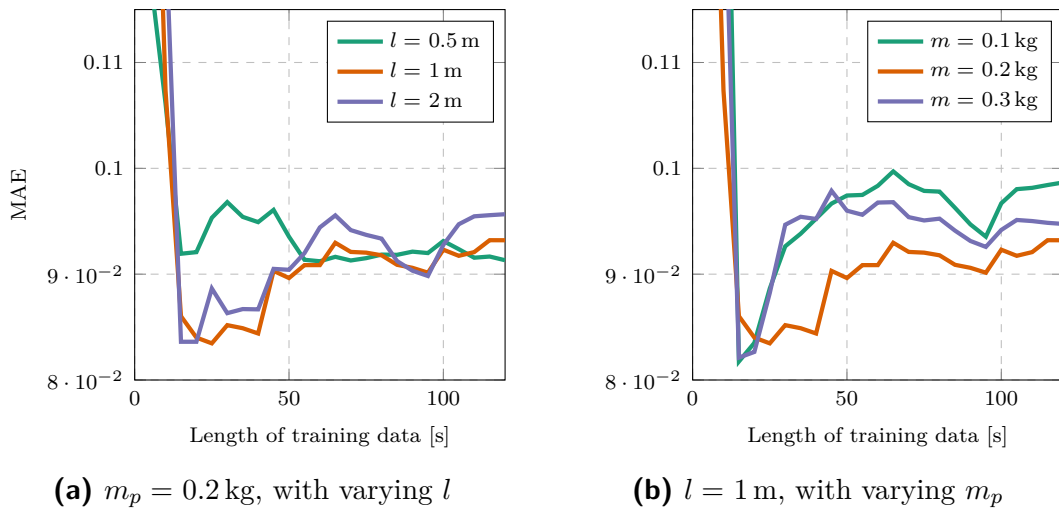 0.11
0.1
9 · 10⁻²
8 · 10⁻²
MAE
0 50 100
Length of training data [s]
l = 0.5 m
l = 1 m
l = 2 m
(a) mₚ = 0.2 kg, with varying l
0.11
0.1
9 · 10⁻²
8 · 10⁻²
0 50 100
Length of training data [s]
m = 0.1 kg
m = 0.2 kg
m = 0.3 kg
(b) l = 1 m, with varying mₚ